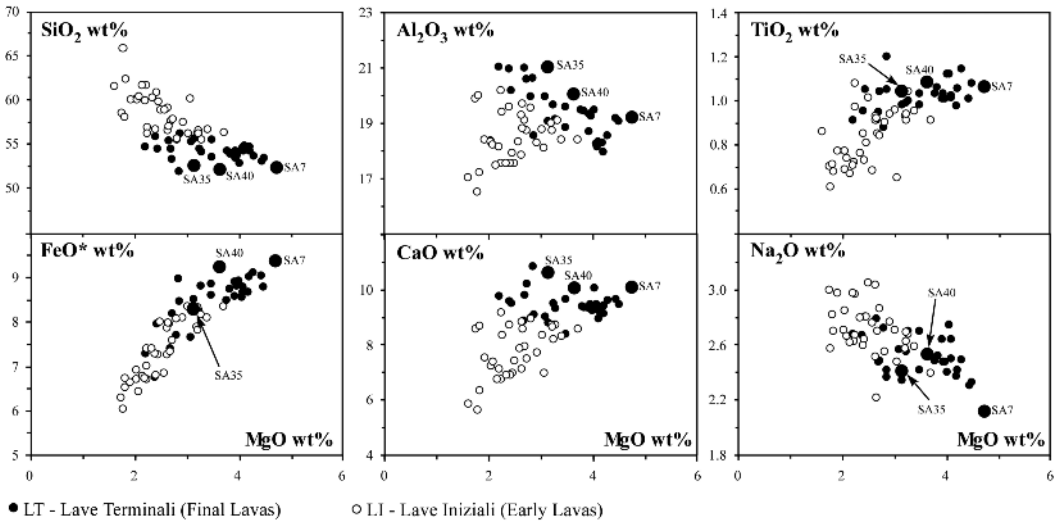 SiO2 wt%
70
65
60
55
50
SA35
SA40
SA7
Al2O3 wt%
23
21
19
17
15
SA35
SA40
SA7
TiO2 wt%
1.4
1.2
1.0
0.8
0.6
SA35
SA40
SA7
FeO* wt%
9
8
7
6
5
SA40
SA7
SA35
MgO wt%
0
2
4
6
CaO wt%
10
8
6
4
SA35
SA40
SA7
MgO wt%
0
2
4
6
Na2O wt%
3.0
2.6
2.2
1.8
SA40
SA35
SA7
MgO wt%
0
2
4
6
● LT - Lave Terminali (Final Lavas)
○ LI - Lave Iniziali (Early Lavas)